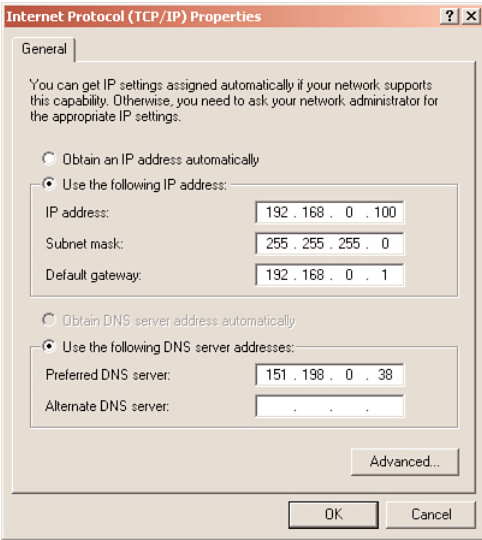 Internet Protocol (TCP/IP) Properties
General
You can get IP settings assigned automatically if your network supports
this capability. Otherwise, you need to ask your network administrator for
the appropriate IP settings.
Obtain an IP address automatically
Use the following IP address:
IP address: 192 . 168 . 0 . 100
Subnet mask: 255 . 255 . 255 . 0
Default gateway: 192 . 168 . 0 . 1
Obtain DNS server address automatically
Use the following DNS server addresses:
Preferred DNS server: 151 . 198 . 0 . 38
Alternate DNS server: . . .
Advanced...
OK Cancel